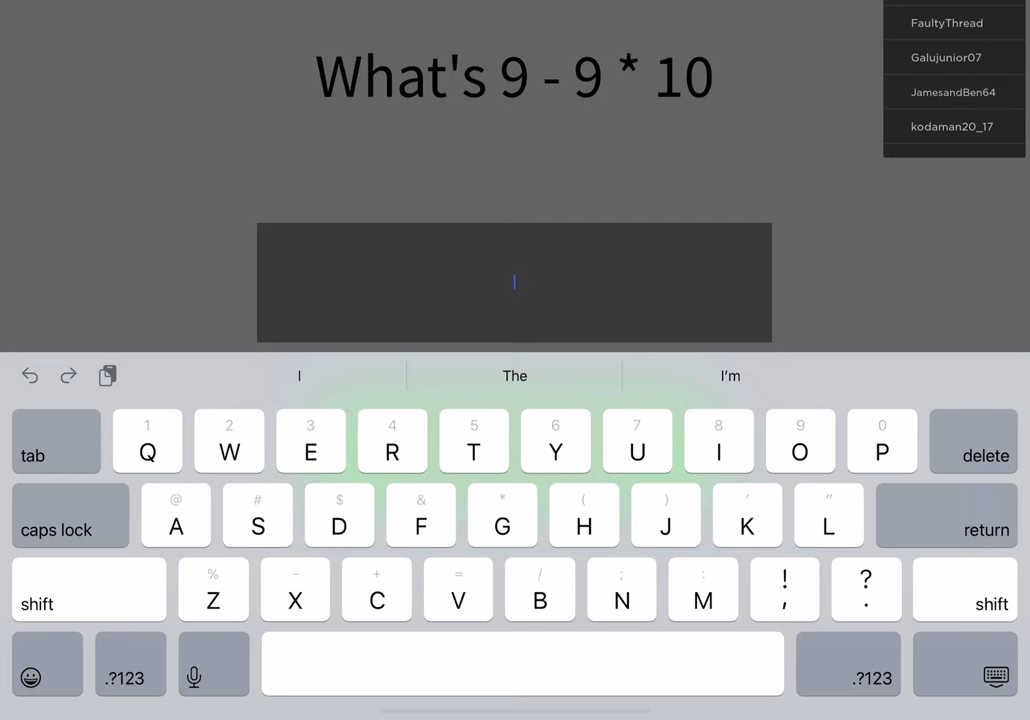 FaultyThread
What's 9 - 9 * 10
Galujunior07
JamesandBen64
kodaman20_17
I The I'm
1 2 3 4 5 6 7 8 9 0
tab Q W E R T Y U I O P delete
@ # $ & * ( ) ' "
caps lock A S D F G H J K L return
% - + = / ; : ! ?
shift Z X C V B N M , . shift
.?123 .?123